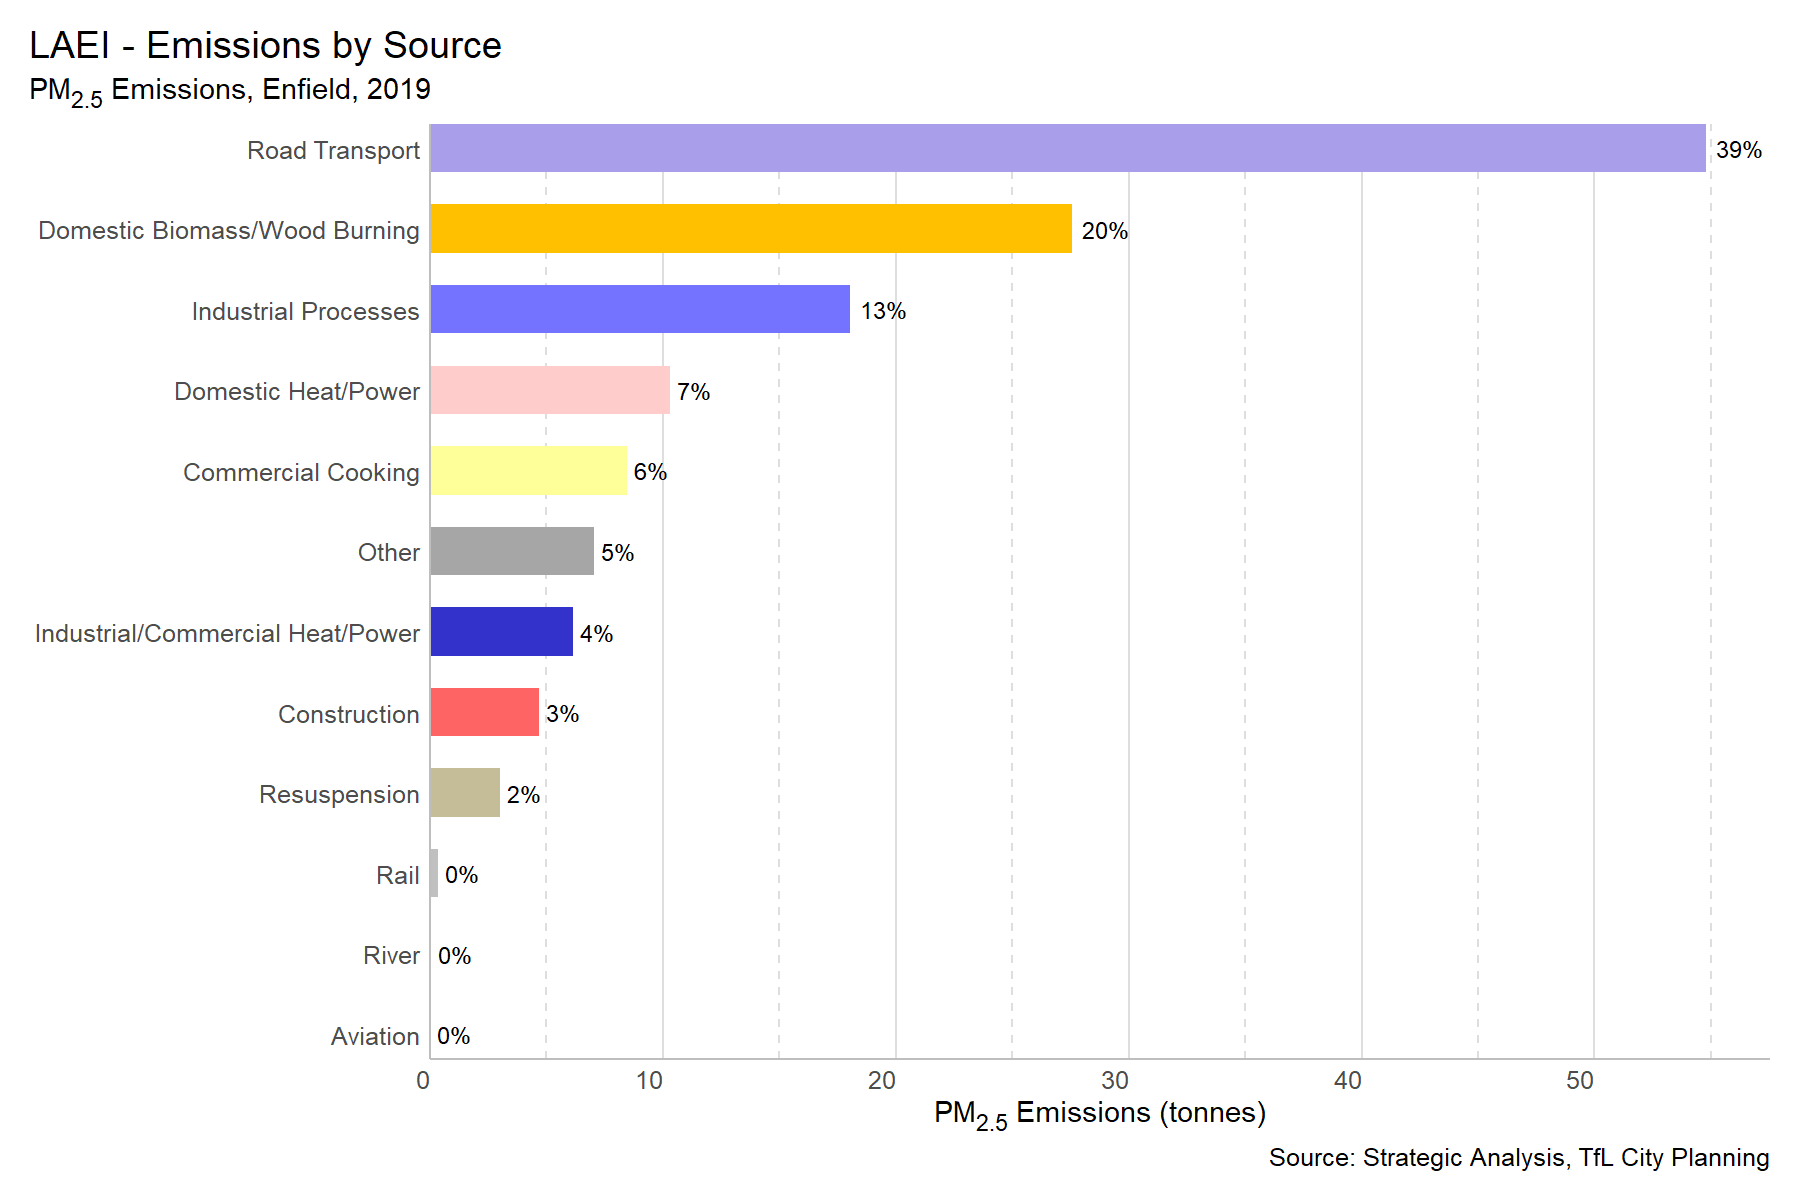 LAEI - Emissions by Source
PM2.5 Emissions, Enfield, 2019
Road Transport 39%
Domestic Biomass/Wood Burning 20%
Industrial Processes 13%
Domestic Heat/Power 7%
Commercial Cooking 6%
Other 5%
Industrial/Commercial Heat/Power 4%
Construction 3%
Resuspension 2%
Rail 0%
River 0%
Aviation 0%
0 10 20 30 40 50
PM2.5 Emissions (tonnes)
Source: Strategic Analysis, TfL City Planning